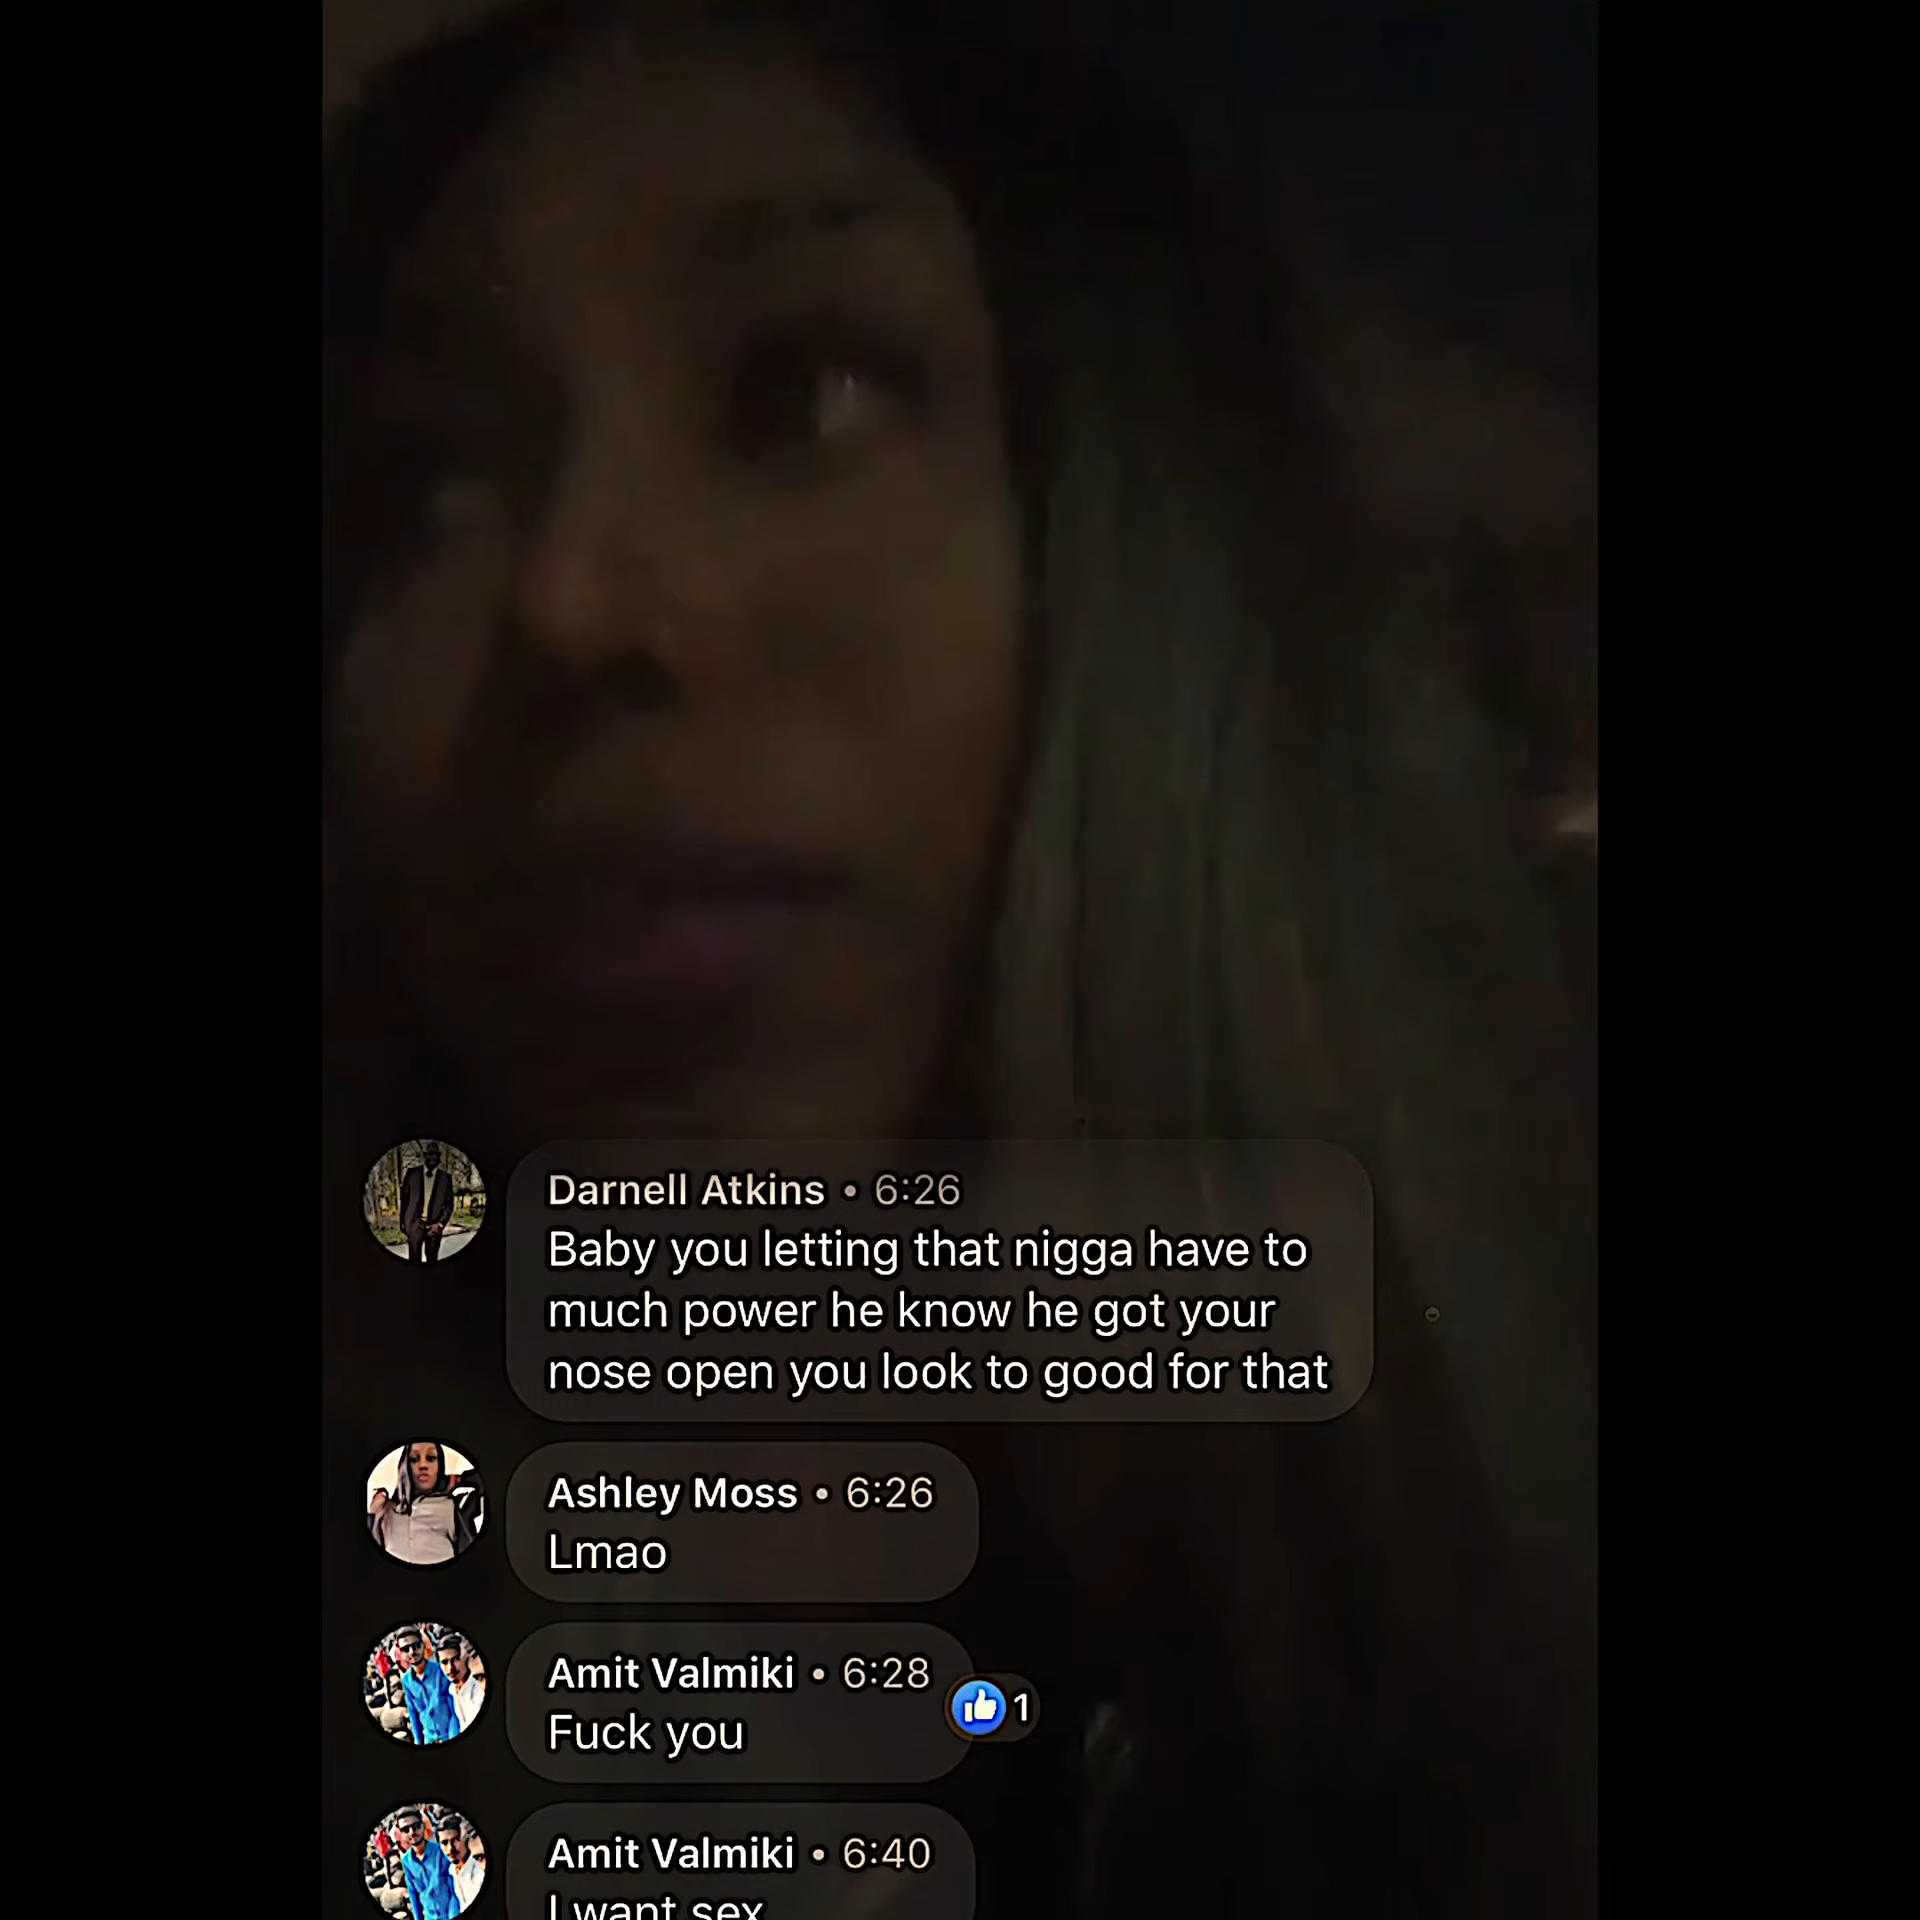 Darnell Atkins • 6:26
Baby you letting that nigga have to
much power he know he got your
nose open you look to good for that
Ashley Moss • 6:26
Lmao
Amit Valmiki • 6:28
Fuck you
1
Amit Valmiki • 6:40
I want sex